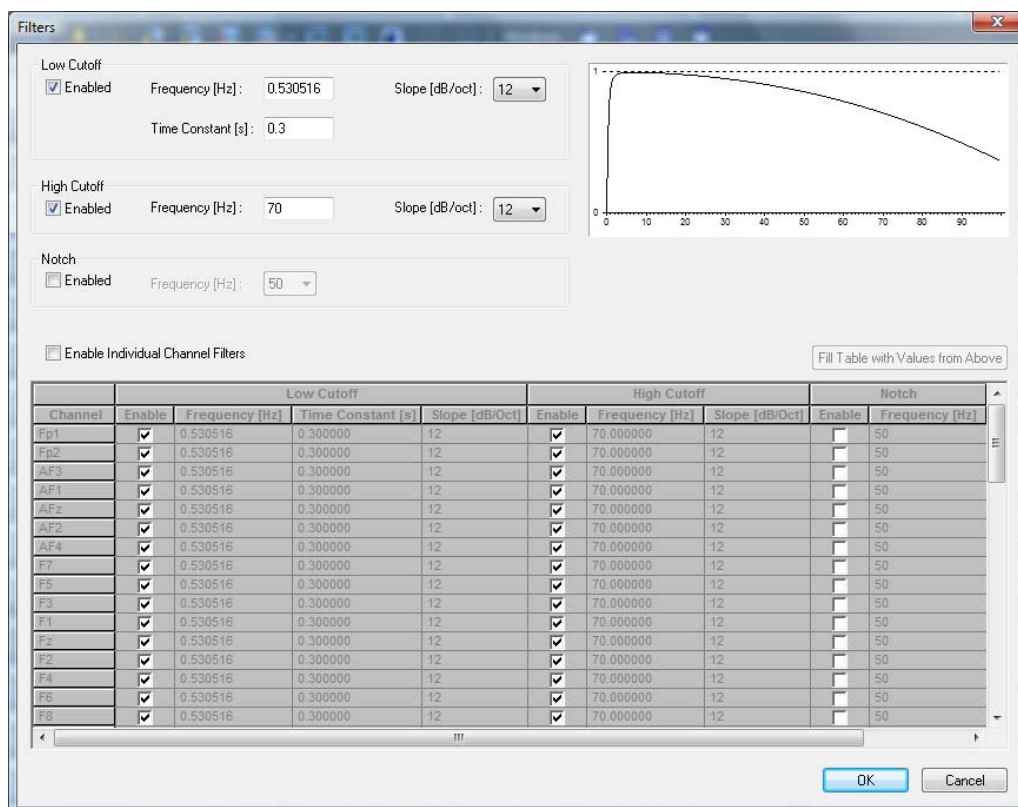 Filters
Low Cutoff
Enabled Frequency [Hz] : 0.530516 Slope [dB/oct] : 12
Time Constant [s] : 0.3
High Cutoff
Enabled Frequency [Hz] : 70 Slope [dB/oct] : 12
Notch
Enabled Frequency [Hz] : 50
1
0
0 10 20 30 40 50 60 70 80 90
Enable Individual Channel Filters Fill Table with Values from Above
Low Cutoff High Cutoff Notch
Channel Enable Frequency [Hz] Time Constant [s] Slope [dB/Oct] Enable Frequency [Hz] Slope [dB/Oct] Enable Frequency [Hz]
Fp1 0.530516 0.300000 12 70.000000 12 50
Fp2 0.530516 0.300000 12 70.000000 12 50
AF3 0.530516 0.300000 12 70.000000 12 50
AF1 0.530516 0.300000 12 70.000000 12 50
AFz 0.530516 0.300000 12 70.000000 12 50
AF2 0.530516 0.300000 12 70.000000 12 50
AF4 0.530516 0.300000 12 70.000000 12 50
F7 0.530516 0.300000 12 70.000000 12 50
F5 0.530516 0.300000 12 70.000000 12 50
F3 0.530516 0.300000 12 70.000000 12 50
F1 0.530516 0.300000 12 70.000000 12 50
Fz 0.530516 0.300000 12 70.000000 12 50
F2 0.530516 0.300000 12 70.000000 12 50
F4 0.530516 0.300000 12 70.000000 12 50
F6 0.530516 0.300000 12 70.000000 12 50
F8 0.530516 0.300000 12 70.000000 12 50
OK Cancel